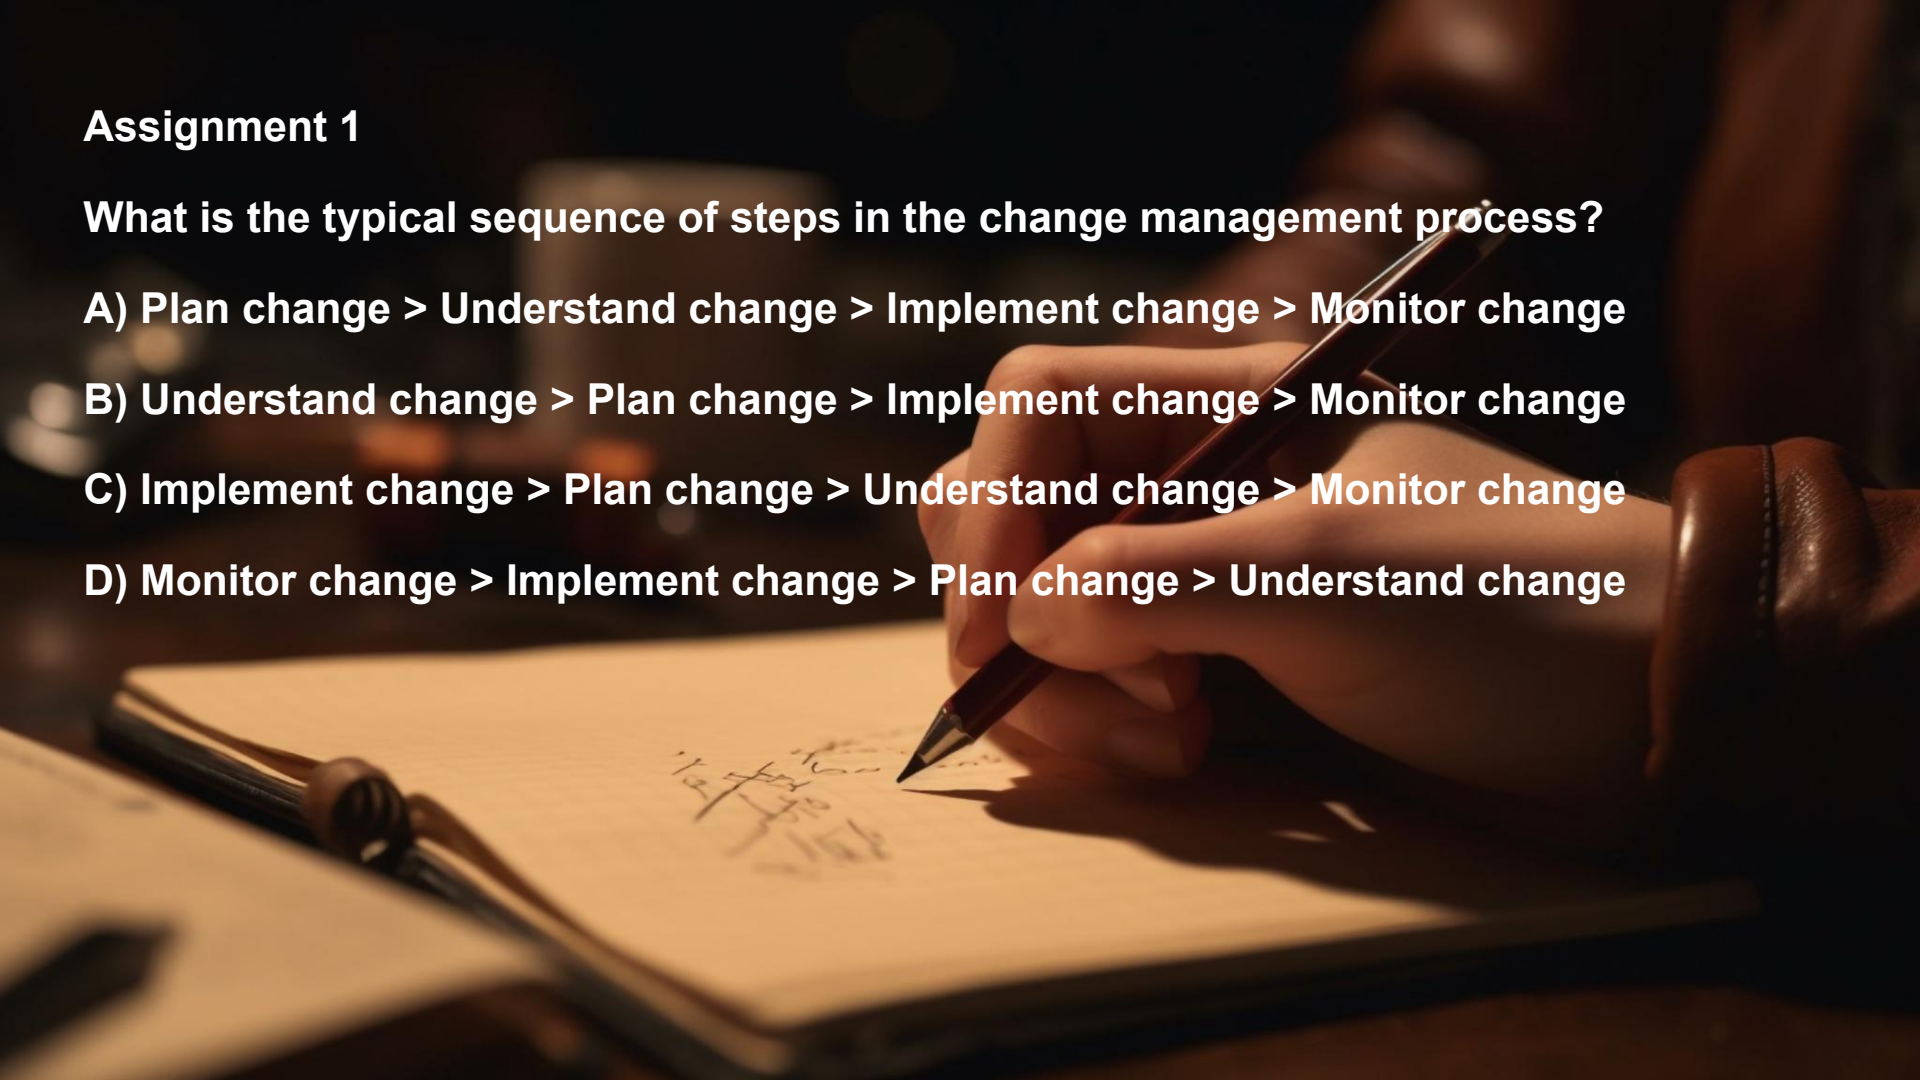 Assignment 1
What is the typical sequence of steps in the change management process?
A) Plan change > Understand change > Implement change > Monitor change
B) Understand change > Plan change > Implement change > Monitor change
C) Implement change > Plan change > Understand change > Monitor change
D) Monitor change > Implement change > Plan change > Understand change